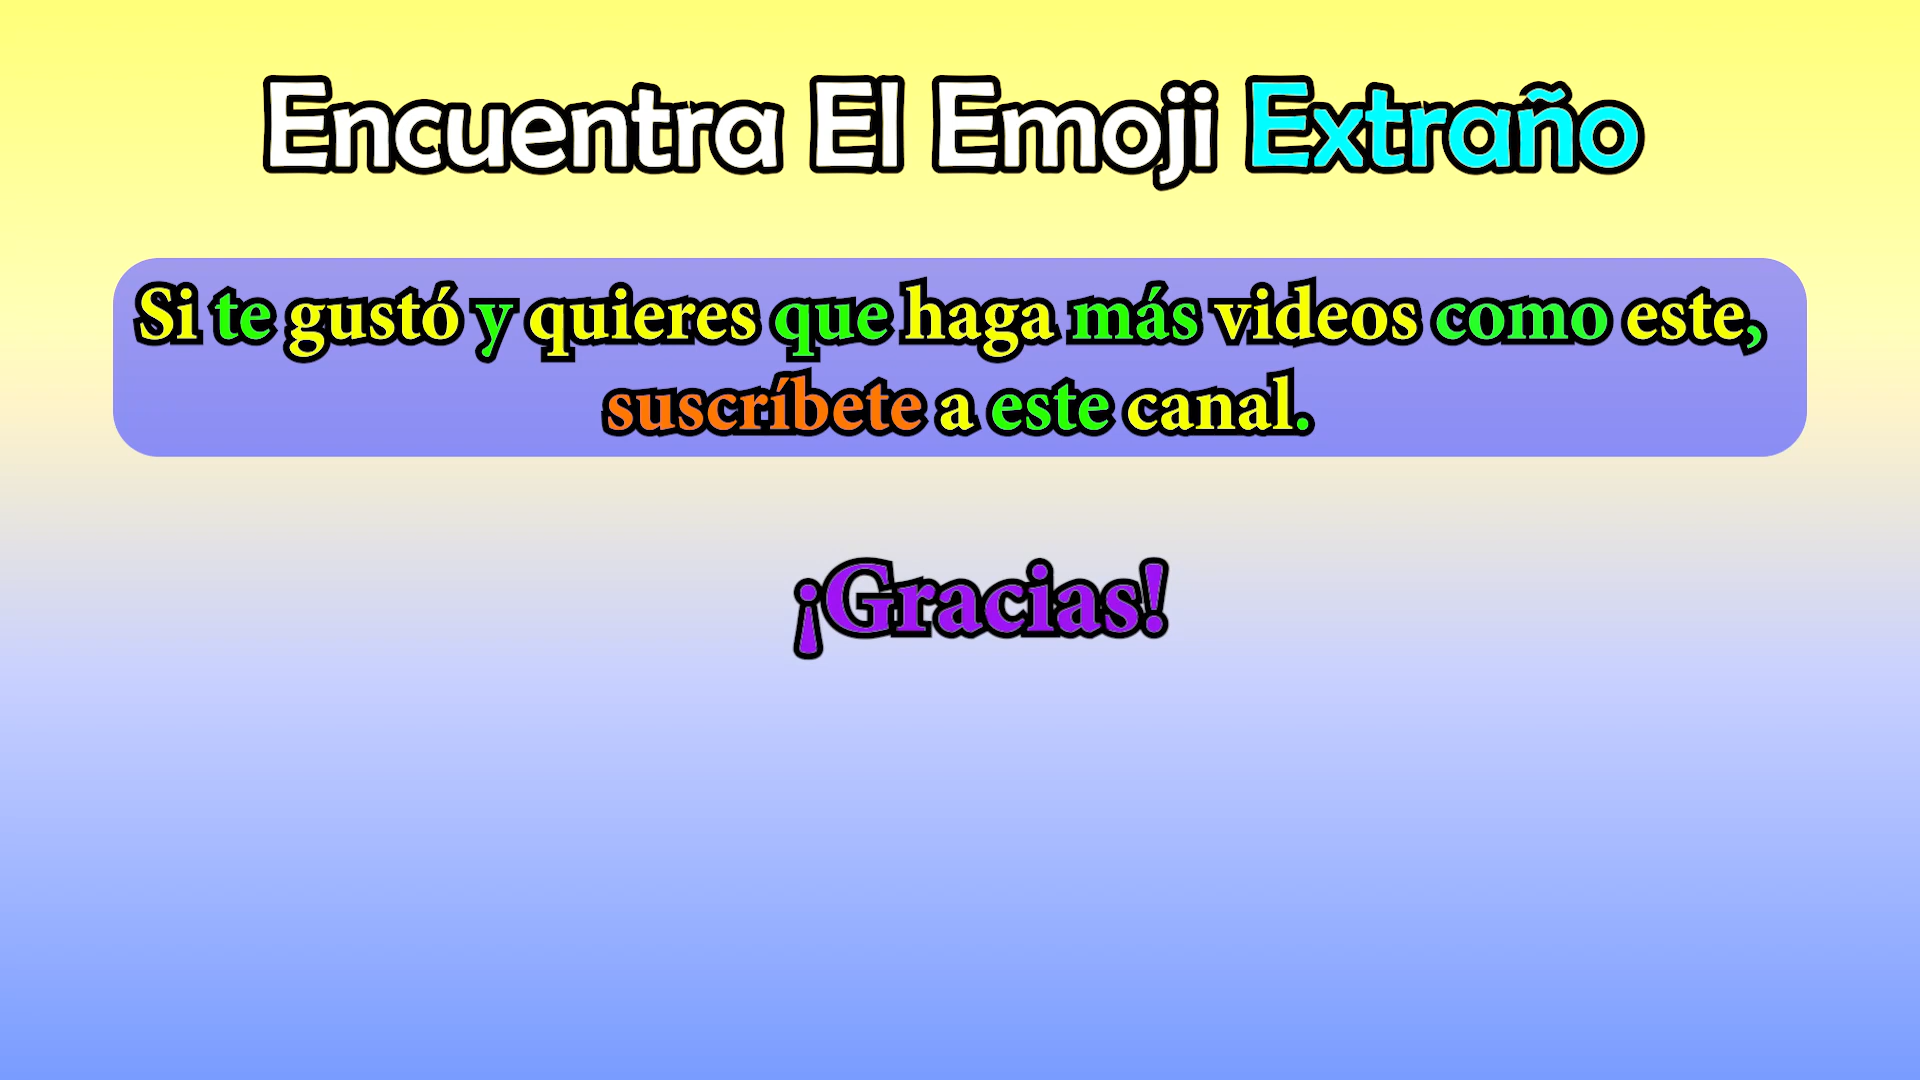 Encuentra El Emoji Extraño
Si te gustó y quieres que haga más videos como este,
suscríbete a este canal.
¡Gracias!